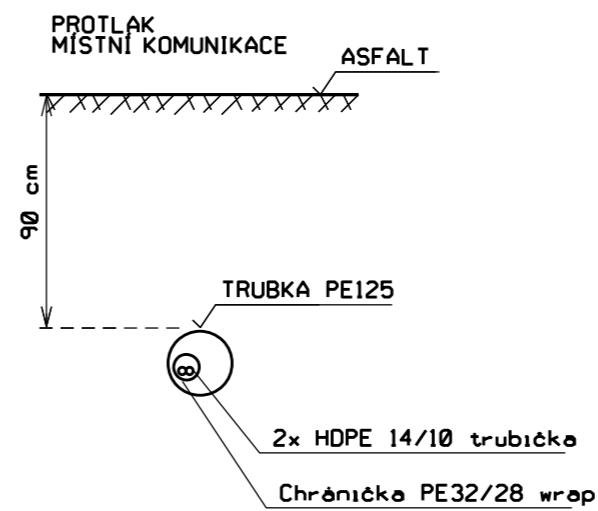 PROTLAK
MÍSTNÍ KOMUNIKACE
ASFALT
90 cm
TRUBKA PE125
2x HDPE 14/10 trubička
Chránička PE32/28 wrap